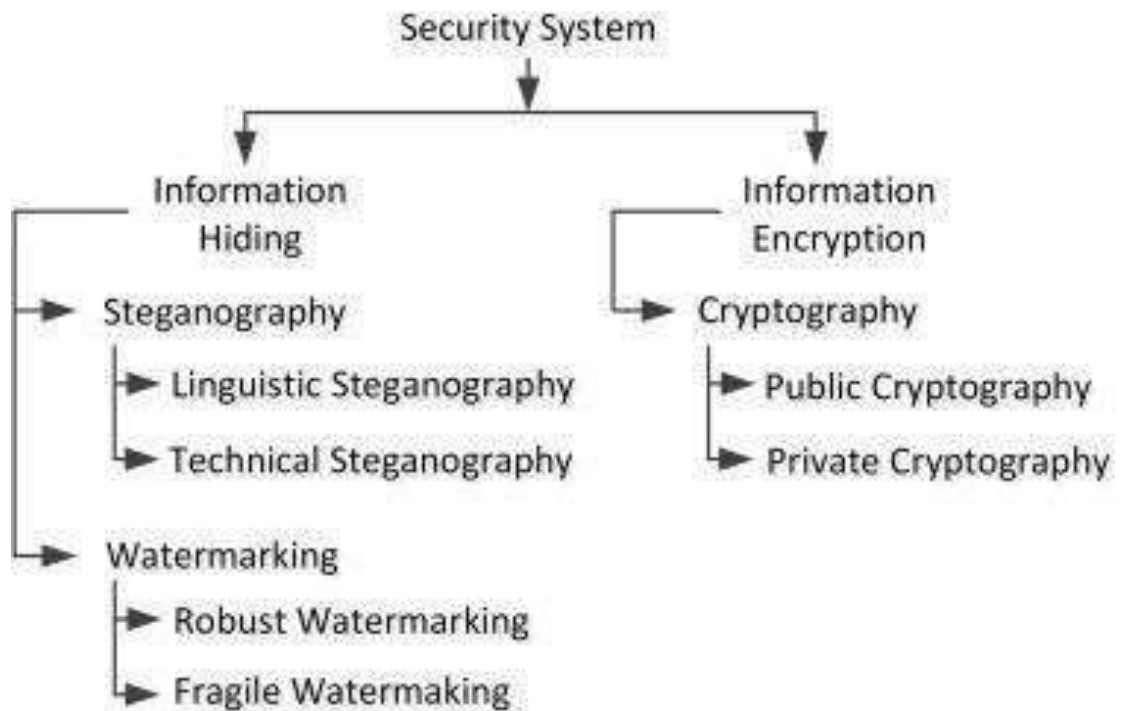 Security System
Information
Hiding
Information
Encryption
Steganography
Cryptography
Linguistic Steganography
Public Cryptography
Technical Steganography
Private Cryptography
Watermarking
Robust Watermarking
Fragile Watermaking